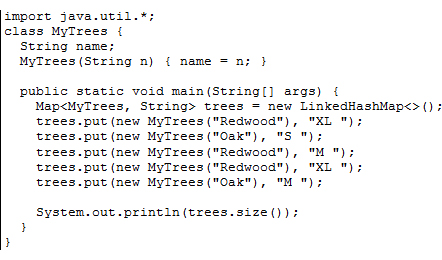 import java.util.*;
class MyTrees {
String name;
MyTrees(String n) { name = n; }
public static void main(String[] args) {
Map<MyTrees, String> trees = new LinkedHashMap<>();
trees.put(new MyTrees("Redwood"), "XL ");
trees.put(new MyTrees("Oak"), "S ");
trees.put(new MyTrees("Redwood"), "M ");
trees.put(new MyTrees("Redwood"), "XL ");
trees.put(new MyTrees("Oak"), "M ");
System.out.println(trees.size());
}
}